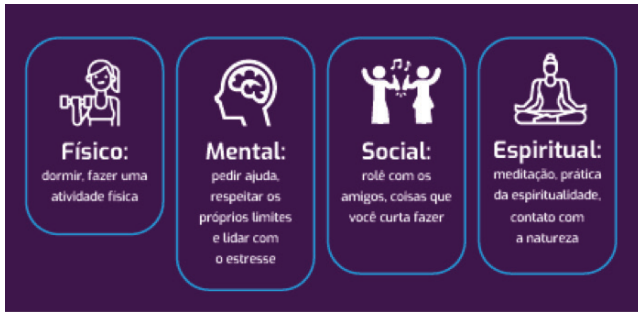 Físico:
dormir, fazer uma
atividade física
Mental:
pedir ajuda,
respeitar os
próprios limites
e lidar com
o estresse
Social:
rolé com os
amigos, coisas que
você curta fazer
Espiritual:
meditação, prática
da espiritualidade,
contato com
a natureza